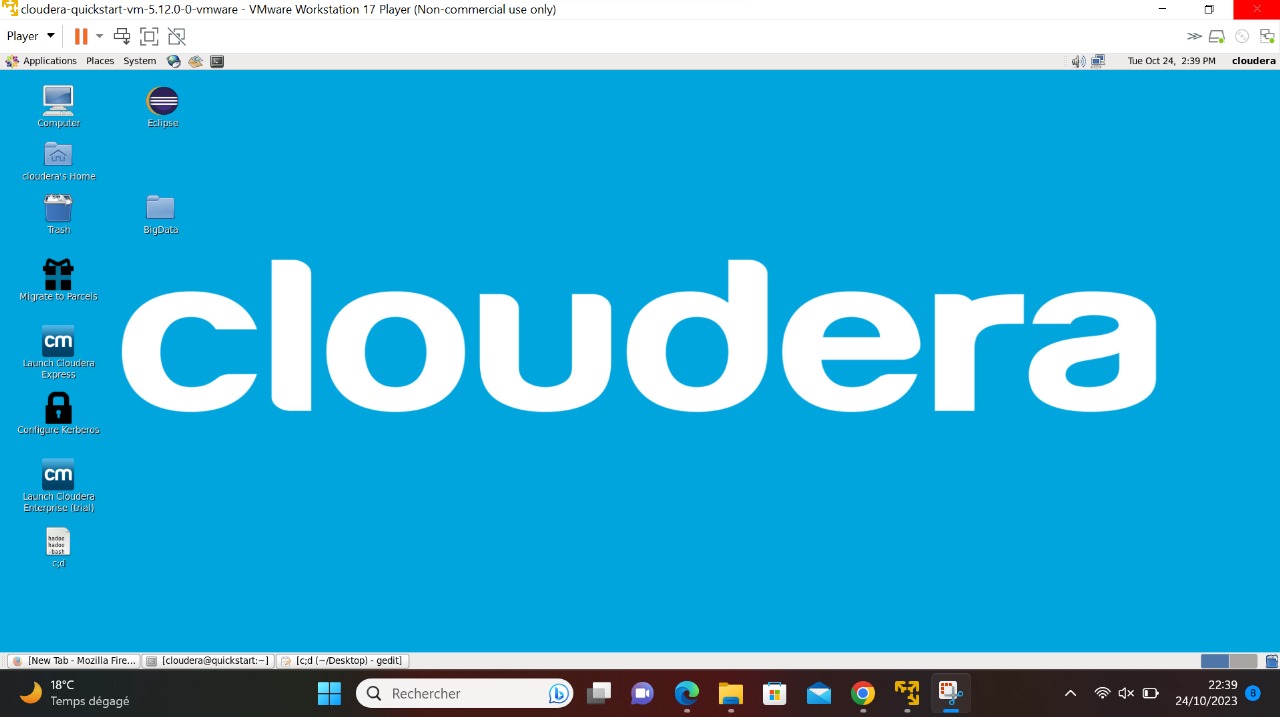 cloudera-quickstart-vm-5.12.0-0-vmware - VMware Workstation 17 Player (Non-commercial use only)
Player
Applications Places System
Tue Oct 24, 2:39 PM cloudera
Computer
Eclipse
cloudera's Home
Trash
BigData
Migrate to Parcels
cm
Launch Cloudera
Express
Configure Kerberos
cm
Launch Cloudera
Enterprise (trial)
hadoo
hadoo
-bash
c;d
cloudera
[New Tab - Mozilla Fire...
[cloudera@quickstart:~]
[c;d (~/Desktop) - gedit]
18°C
Temps dégagé
Rechercher
22:39
24/10/2023
8